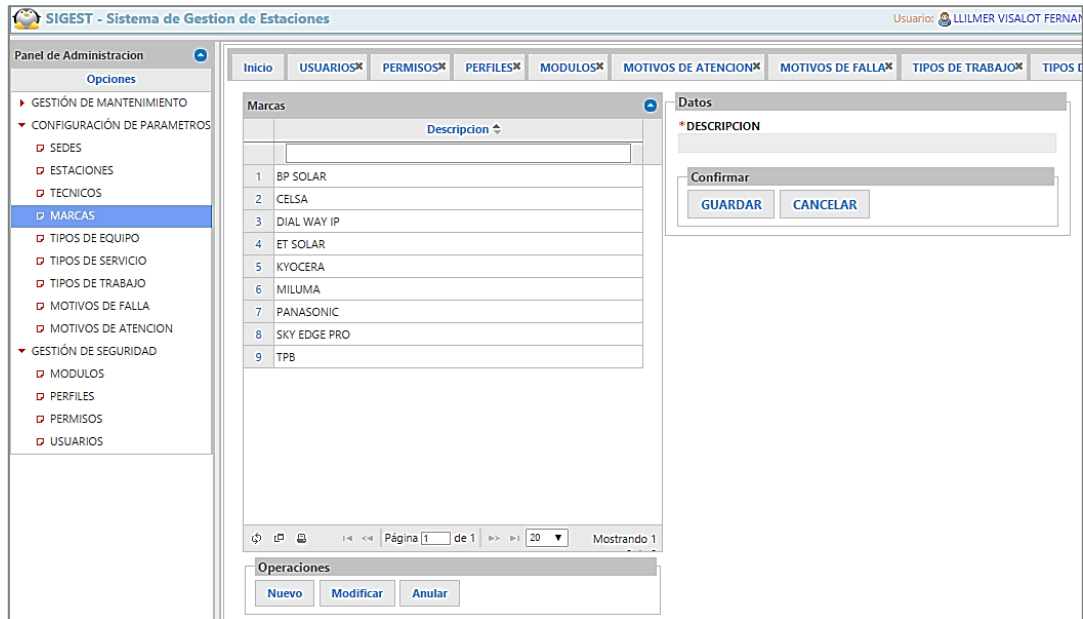 SIGEST - Sistema de Gestion de Estaciones
Usuario: LLILMER VISALOT FERNAN
Panel de Administracion
Opciones
GESTIÓN DE MANTENIMIENTO
CONFIGURACIÓN DE PARAMETROS
SEDES
ESTACIONES
TECNICOS
MARCAS
TIPOS DE EQUIPO
TIPOS DE SERVICIO
TIPOS DE TRABAJO
MOTIVOS DE FALLA
MOTIVOS DE ATENCION
GESTIÓN DE SEGURIDAD
MODULOS
PERFILES
PERMISOS
USUARIOS
Inicio USUARIOS PERMISOS PERFILES MODULOS MOTIVOS DE ATENCION MOTIVOS DE FALLA TIPOS DE TRABAJO TIPOS D
Marcas
Descripcion
1 BP SOLAR
2 CELSA
3 DIAL WAY IP
4 ET SOLAR
5 KYOCERA
6 MILUMA
7 PANASONIC
8 SKY EDGE PRO
9 TPB
Página 1 de 1 20 Mostrando 1
Operaciones
Nuevo Modificar Anular
Datos
*DESCRIPCION
Confirmar
GUARDAR CANCELAR